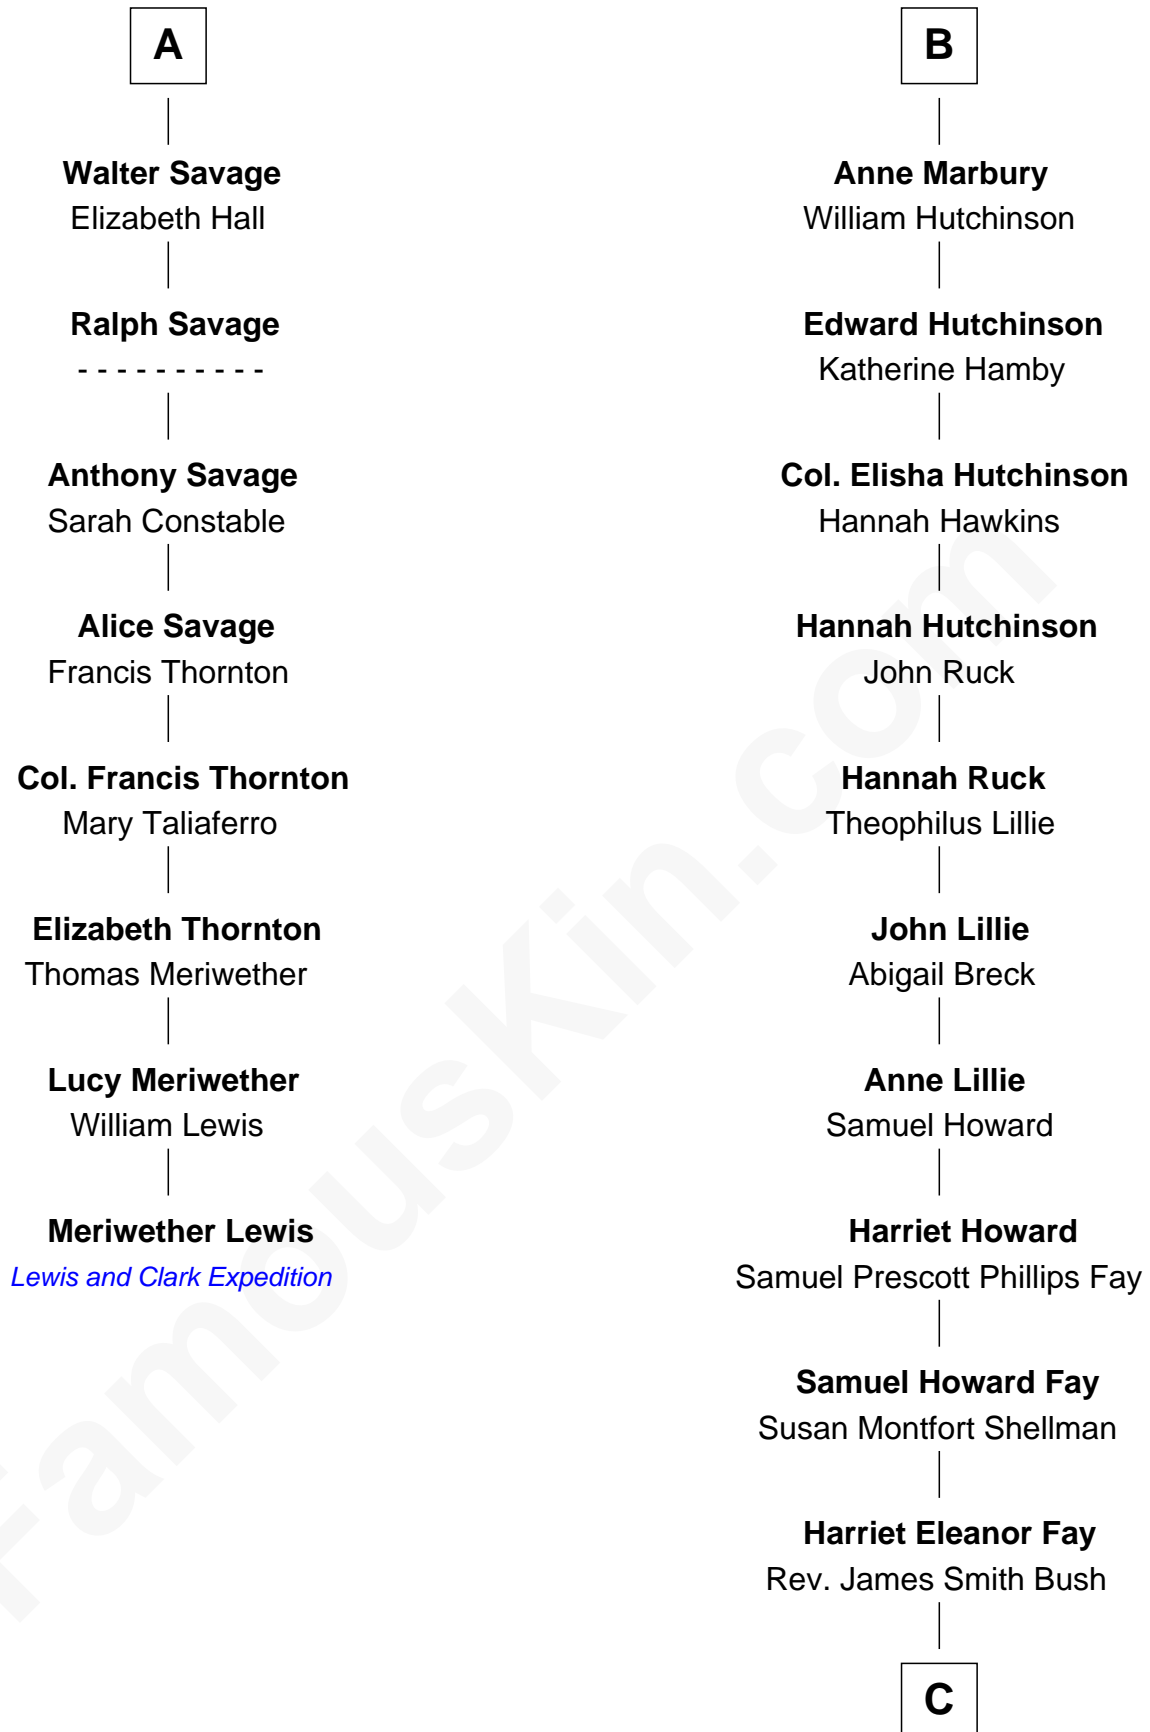 A
Walter Savage
Elizabeth Hall
Ralph Savage
- - - - - - - - - -
Anthony Savage
Sarah Constable
Alice Savage
Francis Thornton
Col. Francis Thornton
Mary Taliaferro
Elizabeth Thornton
Thomas Meriwether
Lucy Meriwether
William Lewis
Meriwether Lewis
Lewis and Clark Expedition
B
Anne Marbury
William Hutchinson
Edward Hutchinson
Katherine Hamby
Col. Elisha Hutchinson
Hannah Hawkins
Hannah Hutchinson
John Ruck
Hannah Ruck
Theophilus Lillie
John Lillie
Abigail Breck
Anne Lillie
Samuel Howard
Harriet Howard
Samuel Prescott Phillips Fay
Samuel Howard Fay
Susan Montfort Shellman
Harriet Eleanor Fay
Rev. James Smith Bush
C
FamousKin.com